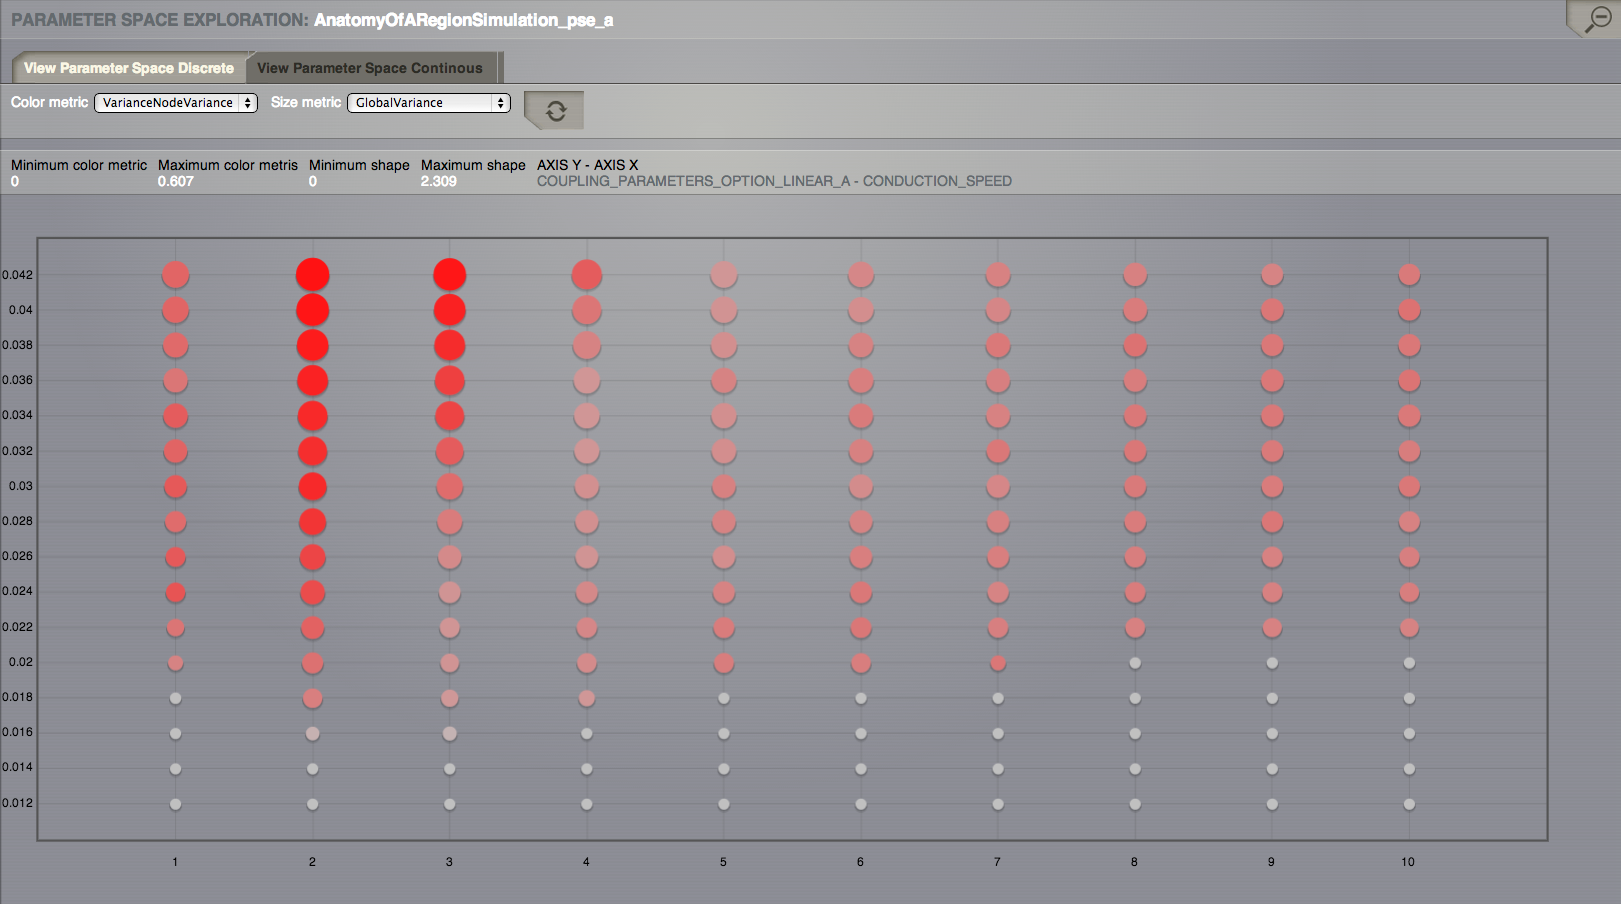 PARAMETER SPACE EXPLORATION: AnatomyOfARegionSimulation_pse_a
View Parameter Space Discrete View Parameter Space Continous
Color metric VarianceNodeVariance Size metric GlobalVariance
Minimum color metric Maximum color metris Minimum shape Maximum shape AXIS Y - AXIS X
0 0.607 0 2.309 COUPLING_PARAMETERS_OPTION_LINEAR_A - CONDUCTION_SPEED
0.042
0.04
0.038
0.036
0.034
0.032
0.03
0.028
0.026
0.024
0.022
0.02
0.018
0.016
0.014
0.012
1 2 3 4 5 6 7 8 9 10